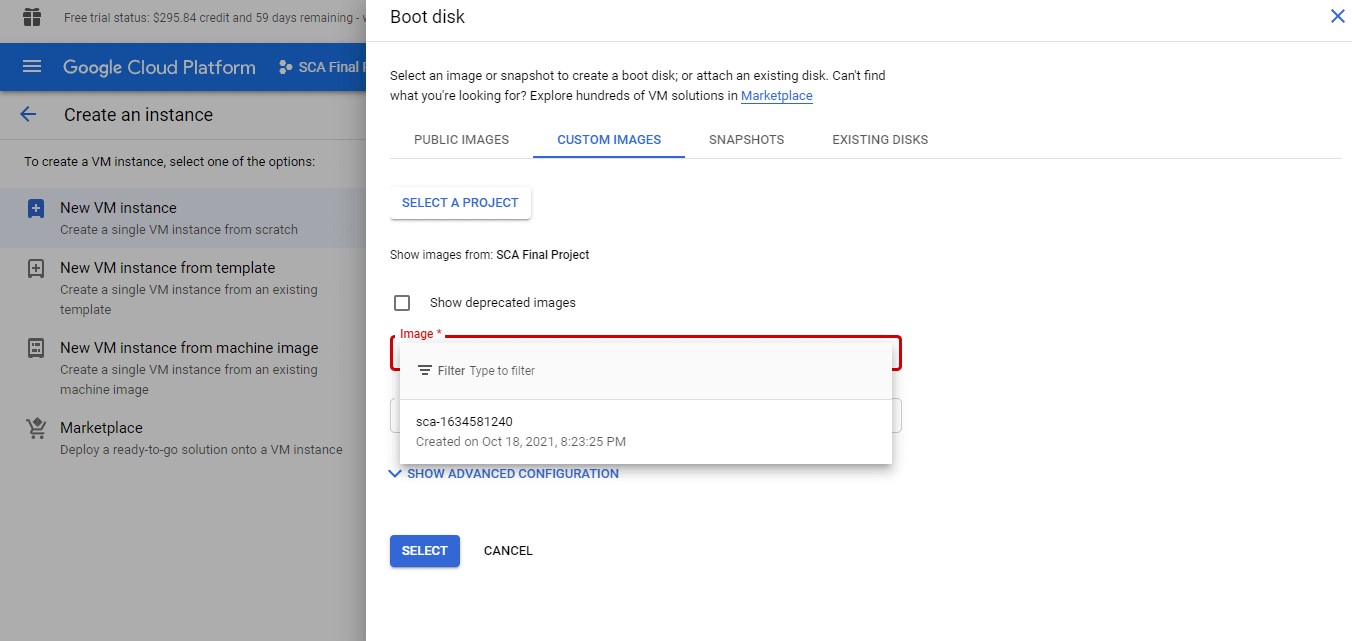 Free trial status: $295.84 credit and 59 days remaining -
Google Cloud Platform
SCA Final
Create an instance
To create a VM instance, select one of the options:
New VM instance
Create a single VM instance from scratch
New VM instance from template
Create a single VM instance from an existing
template
New VM instance from machine image
Create a single VM instance from an existing
machine image
Marketplace
Deploy a ready-to-go solution onto a VM instance
Boot disk
Select an image or snapshot to create a boot disk; or attach an existing disk. Can't find
what you're looking for? Explore hundreds of VM solutions in Marketplace
PUBLIC IMAGES
CUSTOM IMAGES
SNAPSHOTS
EXISTING DISKS
SELECT A PROJECT
Show images from: SCA Final Project
Show deprecated images
Image *
Filter Type to filter
sca-1634581240
Created on Oct 18, 2021, 8:23:25 PM
SHOW ADVANCED CONFIGURATION
SELECT
CANCEL